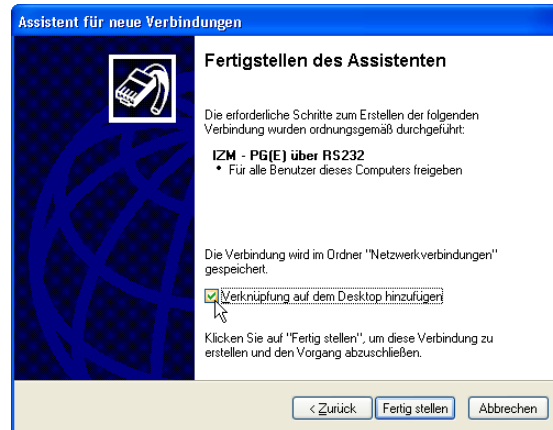 Assistent für neue Verbindungen
Fertigstellen des Assistenten
Die erforderliche Schritte zum Erstellen der folgenden
Verbindung wurden ordnungsgemäß durchgeführt:
IZM - PG(E) über RS232
• Für alle Benutzer dieses Computers freigeben
Die Verbindung wird im Ordner "Netzwerkverbindungen"
gespeichert.
Verknüpfung auf dem Desktop hinzufügen
Klicken Sie auf "Fertig stellen", um diese Verbindung zu
erstellen und den Vorgang abzuschließen.
< Zurück Fertig stellen Abbrechen